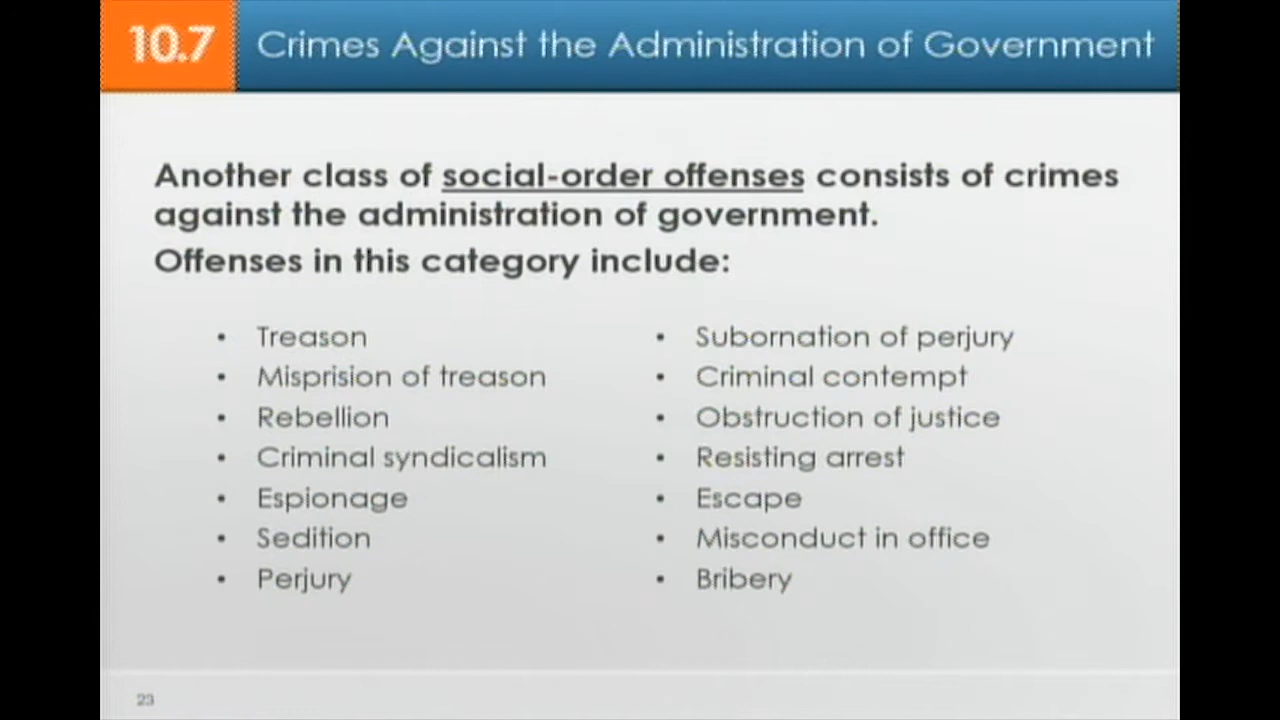 10.7 Crimes Against the Administration of Government
Another class of social-order offenses consists of crimes
against the administration of government.
Offenses in this category include:
• Treason
• Misprision of treason
• Rebellion
• Criminal syndicalism
• Espionage
• Sedition
• Perjury
• Subornation of perjury
• Criminal contempt
• Obstruction of justice
• Resisting arrest
• Escape
• Misconduct in office
• Bribery
23